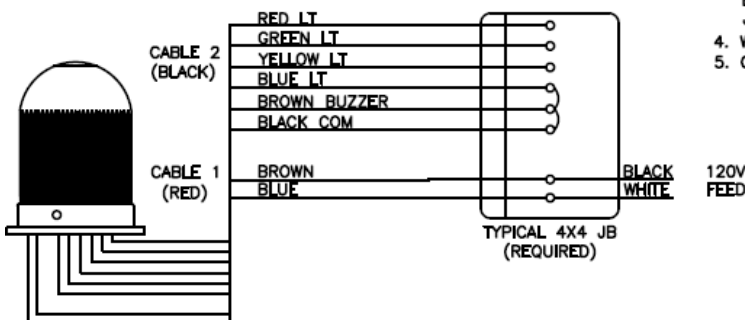 RED LT
GREEN LT
CABLE 2
(BLACK)
YELLOW LT
BLUE LT
BROWN BUZZER
BLACK COM
CABLE 1
(RED)
BROWN
BLUE
BLACK
WHITE
120V
FEED
TYPICAL 4X4 JB
(REQUIRED)
4. W
5.